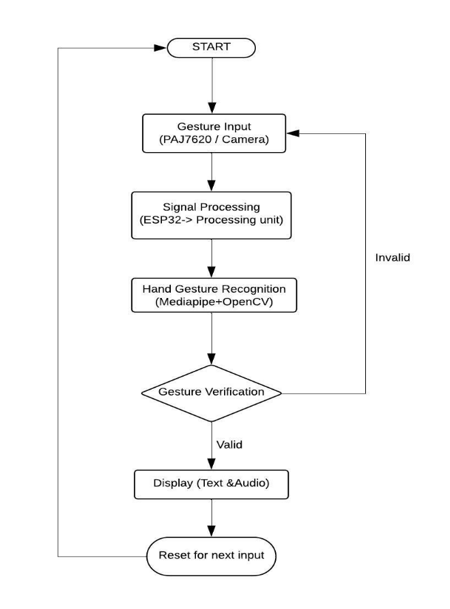 START
Gesture Input
(PAJ7620 / Camera)
Signal Processing
(ESP32-> Processing unit)
Invalid
Hand Gesture Recognition
(Mediapipe+OpenCV)
Gesture Verification
Valid
Display (Text &Audio)
Reset for next input